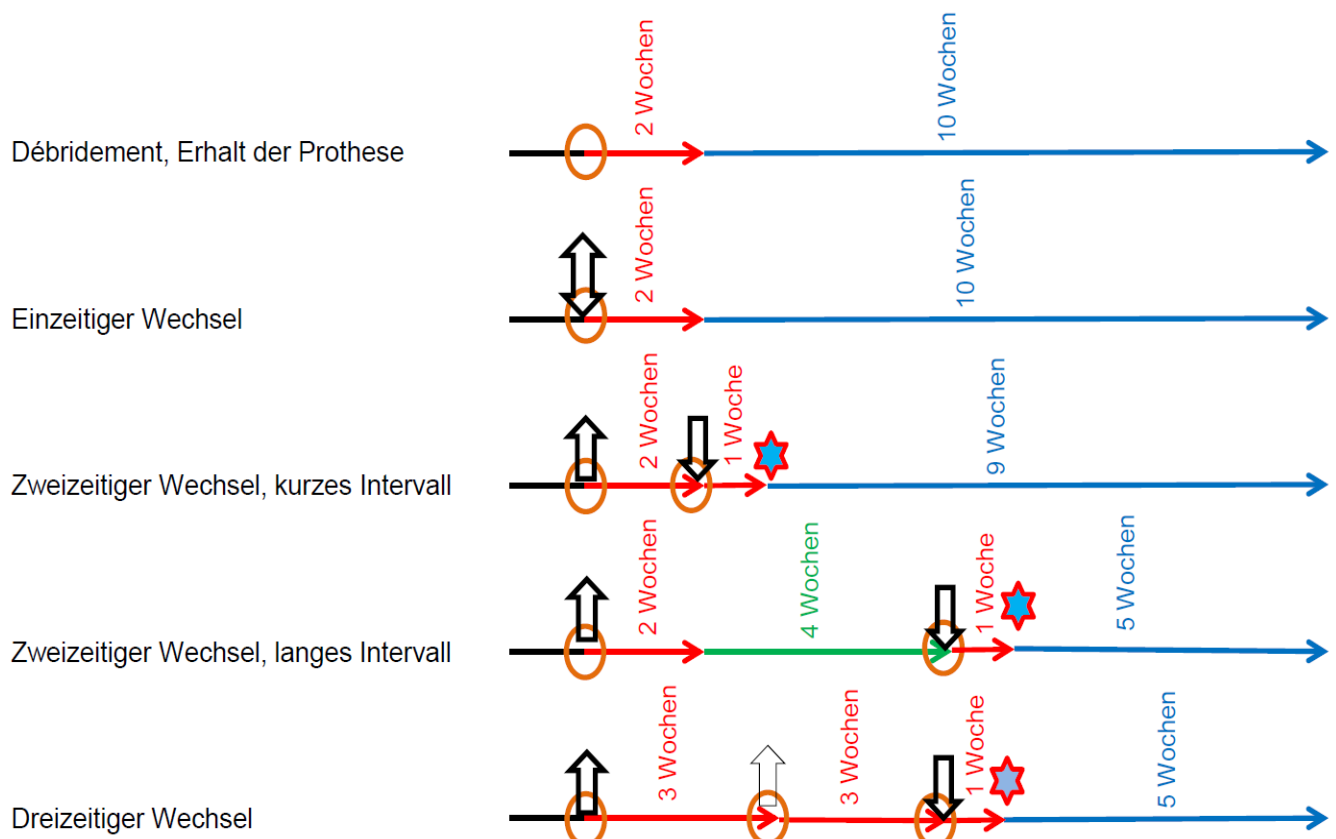 Débridement, Erhalt der Prothese
2 Wochen
10 Wochen
Einzeitiger Wechsel
2 Wochen
10 Wochen
Zweizeitiger Wechsel, kurzes Intervall
2 Wochen
1 Woche
9 Wochen
Zweizeitiger Wechsel, langes Intervall
2 Wochen
4 Wochen
1 Woche
5 Wochen
Dreizeitiger Wechsel
3 Wochen
3 Wochen
1 Woche
5 Wochen